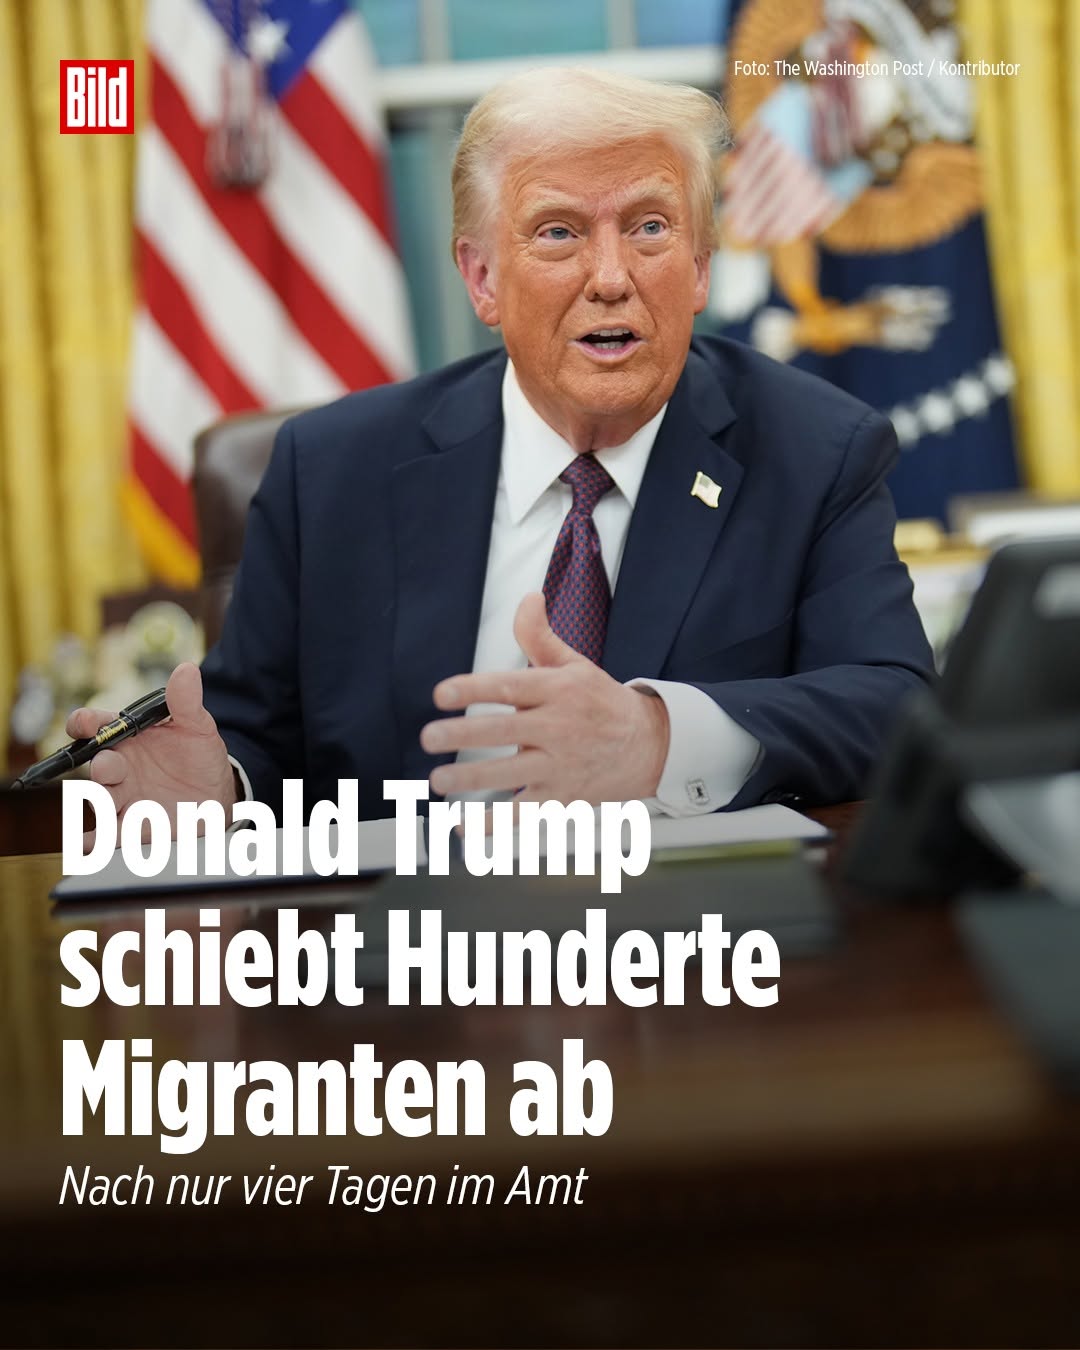 Bild
Foto: The Washington Post / Kontributor
Donald Trump
schiebt Hunderte
Migranten ab
Nach nur vier Tagen im Amt